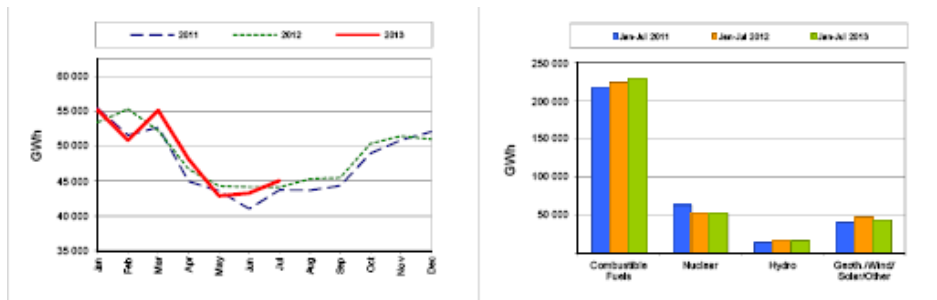 2011 2012 2013
60 000
55 000
50 000
45 000
40 000
35 000
GWh
Jan Feb Mar Apr May Jun Jul Aug Sep Oct Nov Dec
Jan-Jul 2011 Jan-Jul 2012 Jan-Jul 2013
250 000
200 000
150 000
100 000
50 000
GWh
Combustible Nuclear Hydro Geoth./Wind/
Fuels Solar/Other